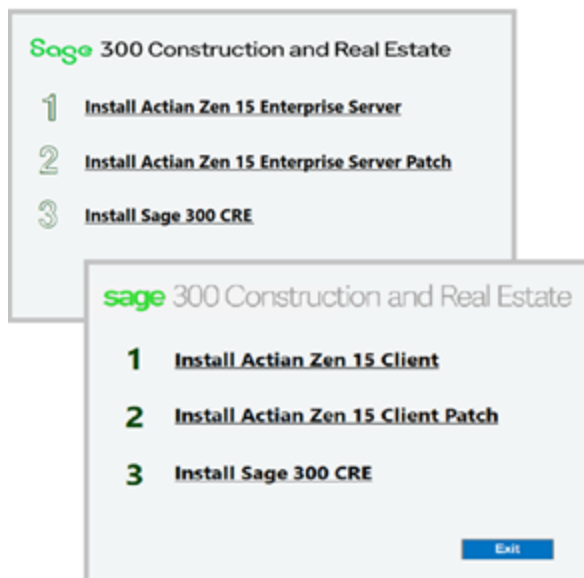 Sage 300 Construction and Real Estate
1 Install Actian Zen 15 Enterprise Server
2 Install Actian Zen 15 Enterprise Server Patch
3 Install Sage 300 CRE
sage 300 Construction and Real Estate
1 Install Actian Zen 15 Client
2 Install Actian Zen 15 Client Patch
3 Install Sage 300 CRE
Exit